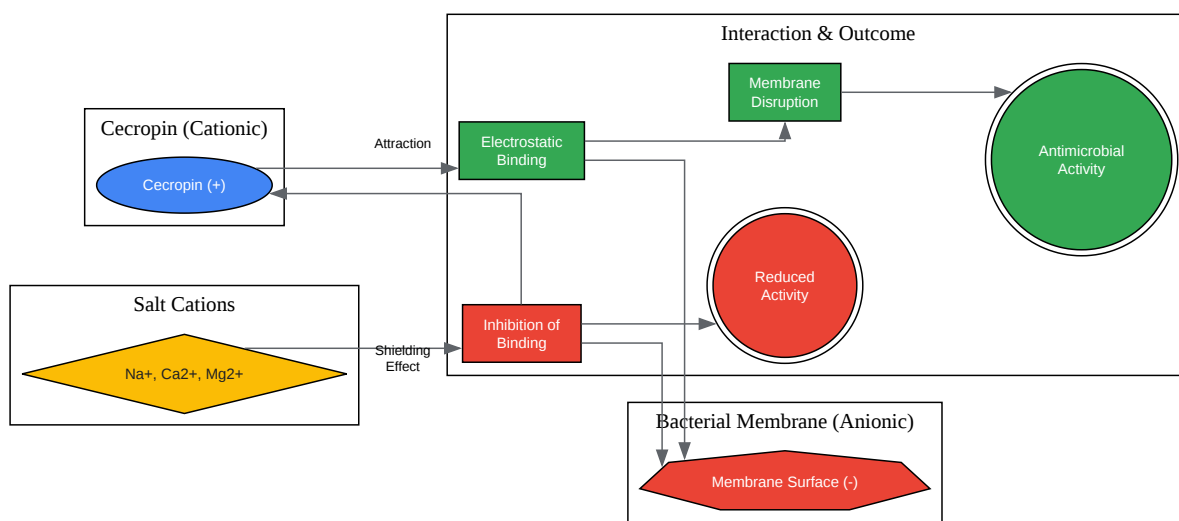 Interaction & Outcome
Membrane
Disruption
Cecropin (Cationic)
Attraction
Electrostatic
Binding
Antimicrobial
Activity
Cecropin (+)
Reduced
Activity
Salt Cations
Inhibition of
Binding
Shielding
Effect
Na+, Ca2+, Mg2+
Bacterial Membrane (Anionic)
Membrane Surface (-)